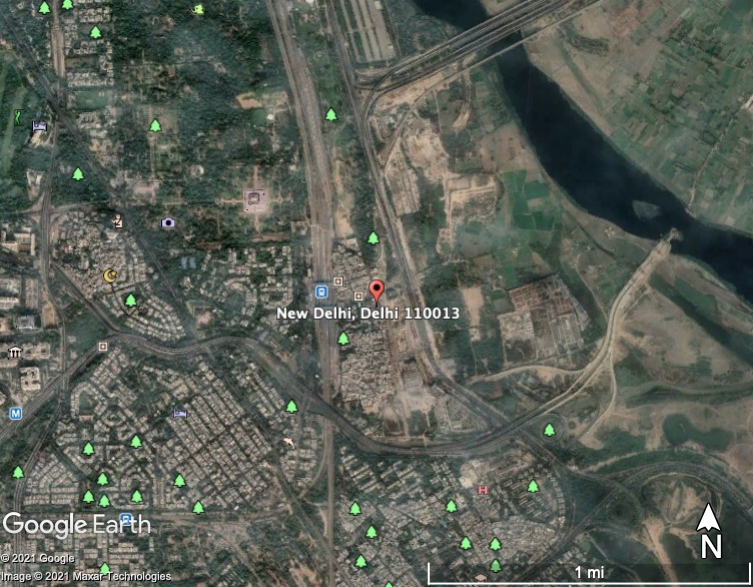 New Delhi, Delhi 110013
M
H
Google Earth
N
© 2021 Google
Image © 2021 Maxar Technologies
1 mi